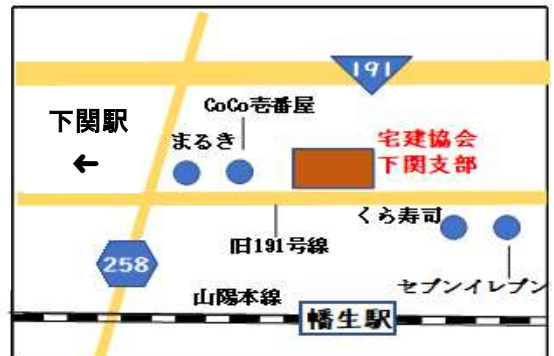 191
CoCo壱番屋
下関駅
←
まるき
宅建協会
下関支部
くら寿司
旧191号線
258
セブンイレブン
山陽本線
幡生駅